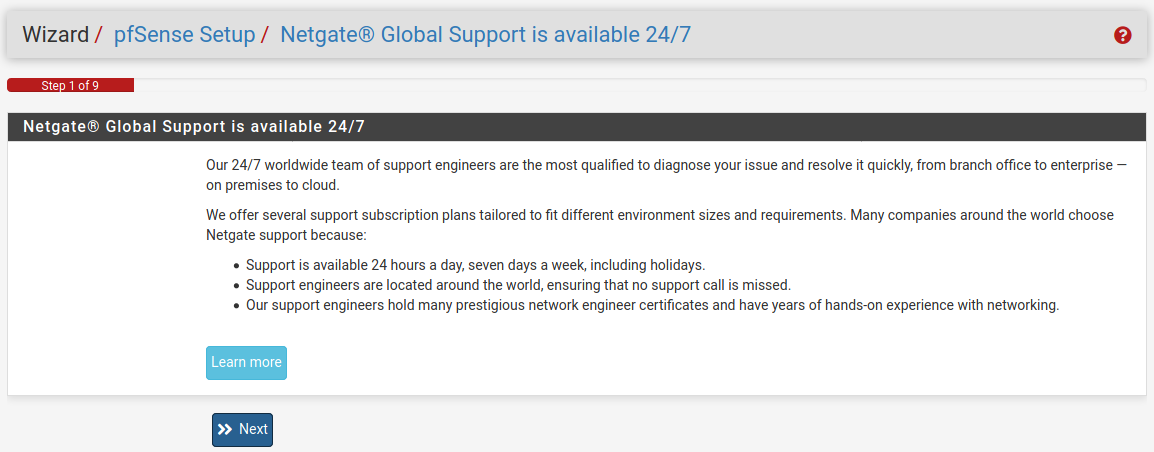 Wizard / pfSense Setup / Netgate® Global Support is available 24/7
Step 1 of 9
Netgate® Global Support is available 24/7
Our 24/7 worldwide team of support engineers are the most qualified to diagnose your issue and resolve it quickly, from branch office to enterprise —
on premises to cloud.
We offer several support subscription plans tailored to fit different environment sizes and requirements. Many companies around the world choose
Netgate support because:
• Support is available 24 hours a day, seven days a week, including holidays.
• Support engineers are located around the world, ensuring that no support call is missed.
• Our support engineers hold many prestigious network engineer certificates and have years of hands-on experience with networking.
Learn more
Next